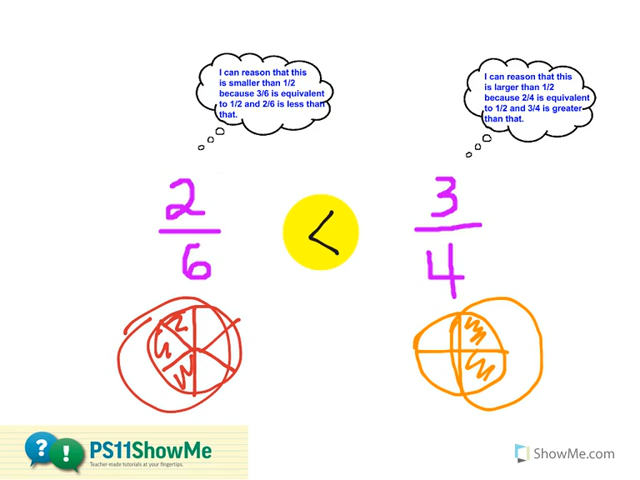 I can reason that this
is smaller than 1/2
because 3/6 is equivalent
to 1/2 and 2/6 is less than
that.
I can reason that this
is larger than 1/2
because 2/4 is equivalent
to 1/2 and 3/4 is greater
than that.
2
6
<
3
4
? !
PS11ShowMe
Teacher-made tutorials at your fingertips.
ShowMe.com